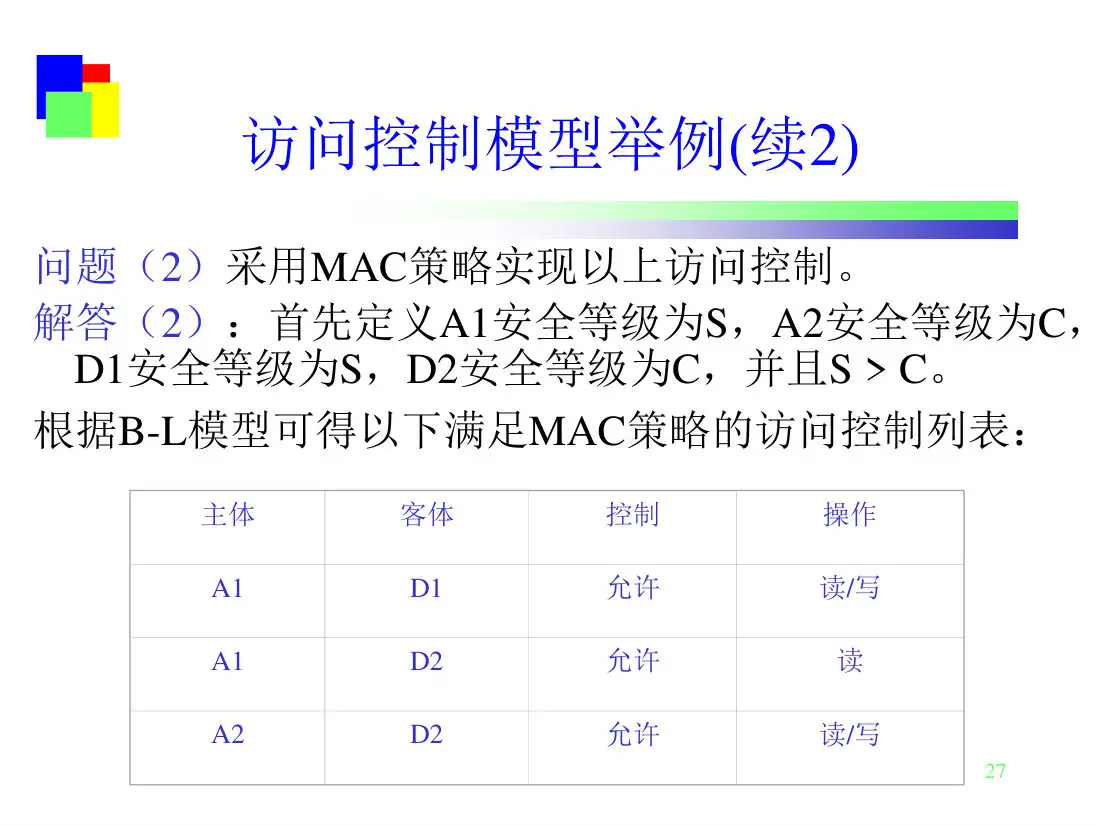 访问控制模型举例(续2)
问题（2）采用MAC策略实现以上访问控制。
解答（2）：首先定义A1安全等级为S，A2安全等级为C，
D1安全等级为S，D2安全等级为C，并且S > C。
根据B-L模型可得以下满足MAC策略的访问控制列表：
主体 客体 控制 操作
A1 D1 允许 读/写
A1 D2 允许 读
A2 D2 允许 读/写
27